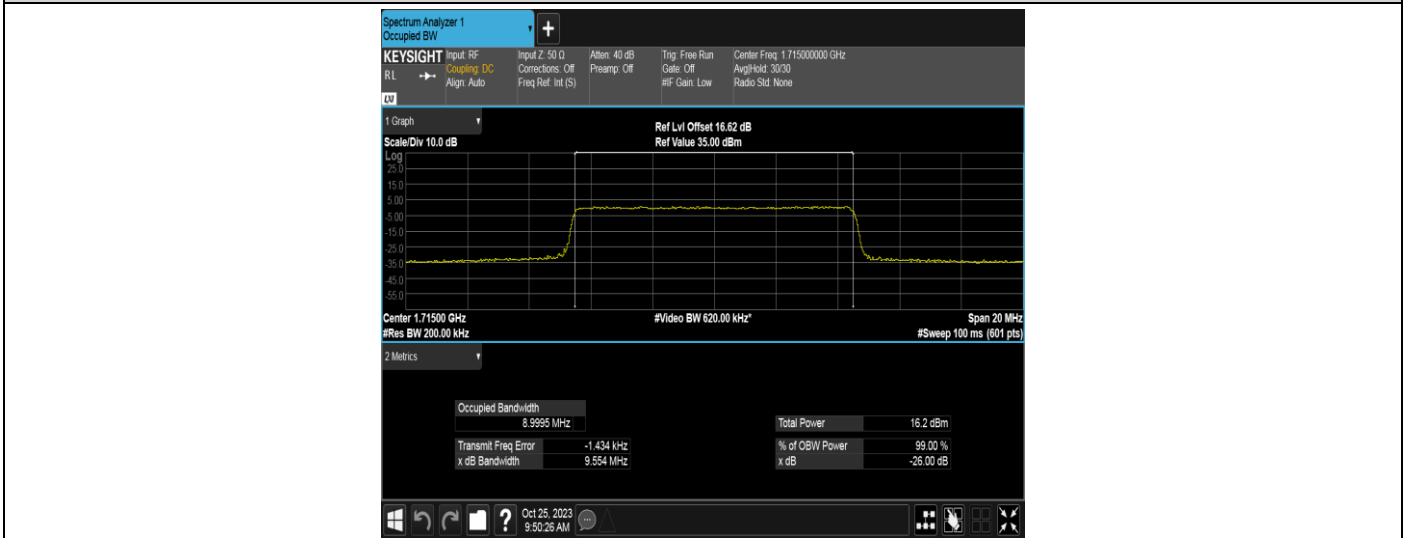 Spectrum Analyzer 1
Occupied BW
+
KEYSIGHT
RL
LXI
Input: RF
Coupling: DC
Align: Auto
Input Z: 50 Ω
Corrections: Off
Freq Ref: Int (S)
Atten: 40 dB
Preamp: Off
Trig: Free Run
Gate: Off
#IF Gain: Low
Center Freq: 1.715000000 GHz
Avg|Hold: 30/30
Radio Std: None
1 Graph
Scale/Div 10.0 dB
Ref Lvl Offset 16.62 dB
Ref Value 35.00 dBm
Log
25.0
15.0
5.00
-5.00
-15.0
-25.0
-35.0
-45.0
-55.0
Center 1.71500 GHz
#Res BW 200.00 kHz
#Video BW 620.00 kHz*
Span 20 MHz
#Sweep 100 ms (601 pts)
2 Metrics
Occupied Bandwidth
8.9995 MHz
Total Power 16.2 dBm
Transmit Freq Error -1.434 kHz
% of OBW Power 99.00 %
x dB Bandwidth 9.554 MHz
x dB -26.00 dB
?
Oct 25, 2023
9:50:26 AM